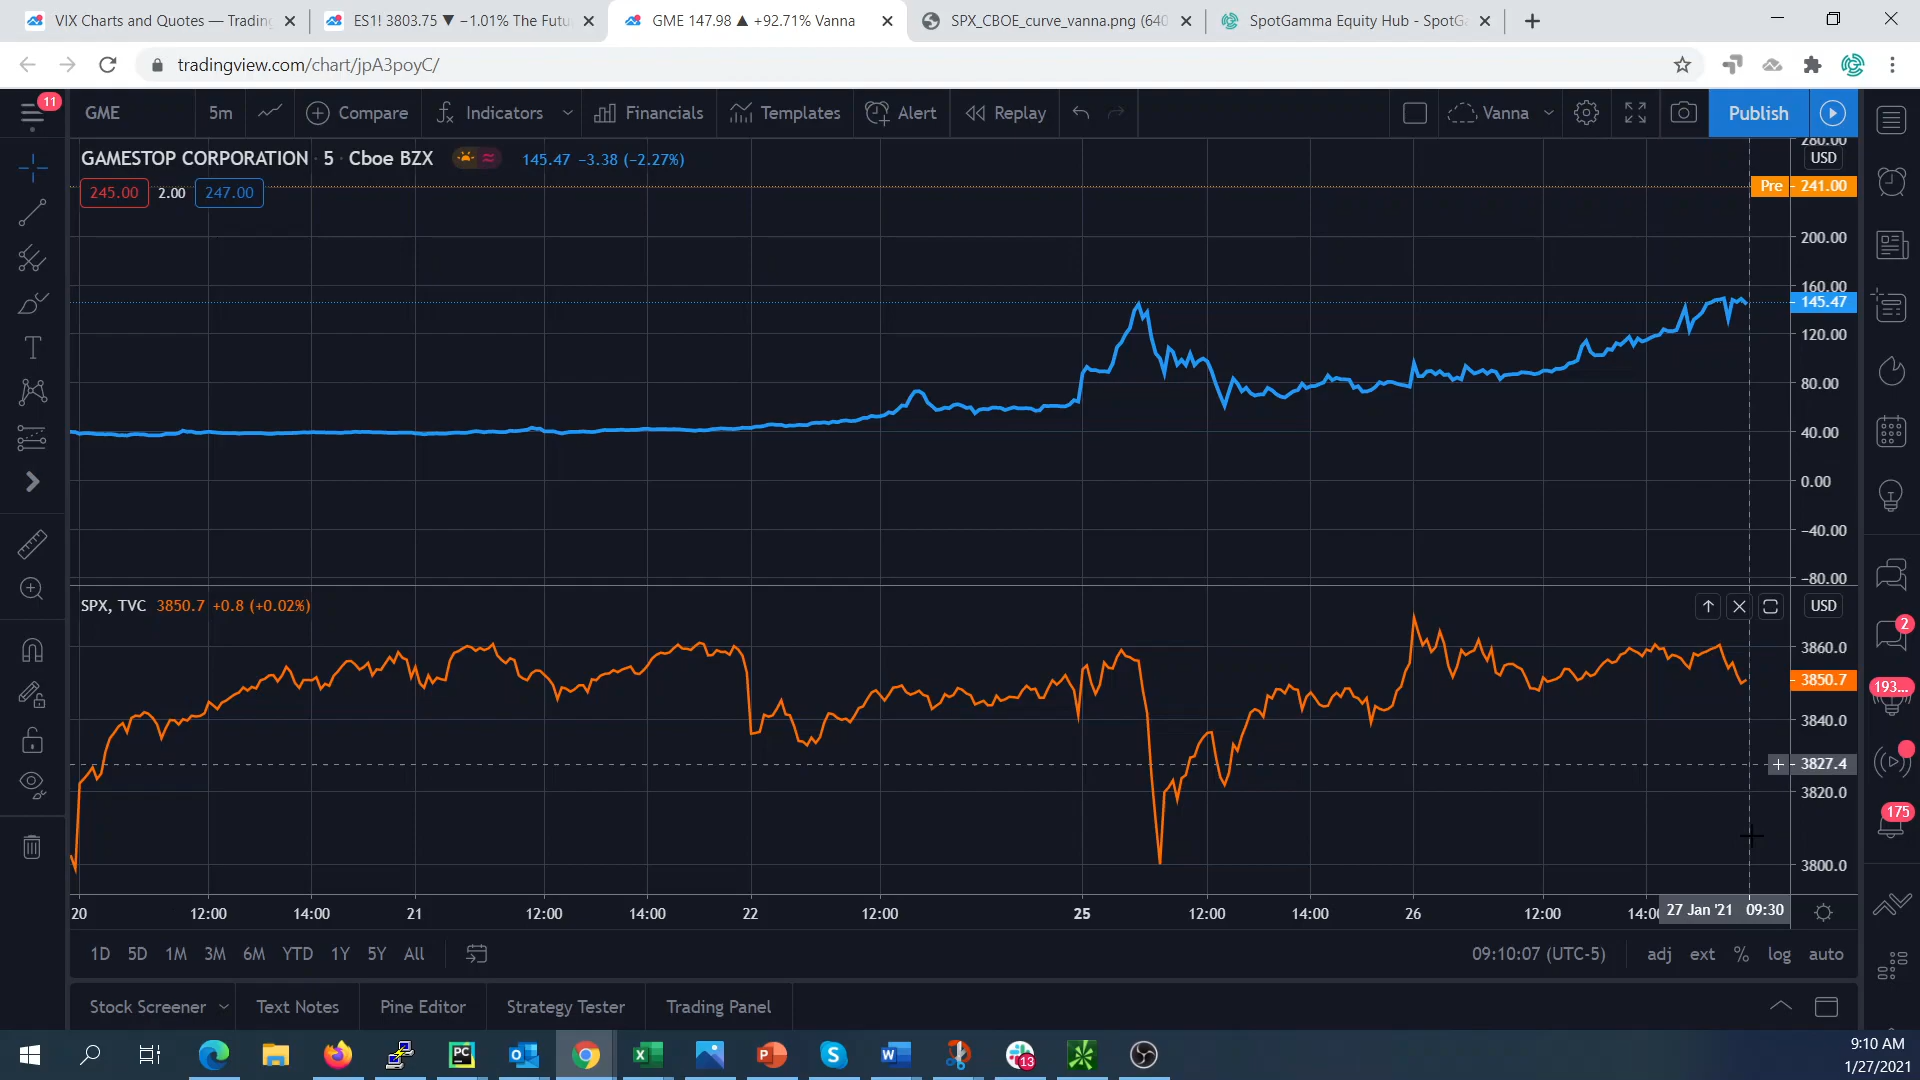 VIX Charts and Quotes — Trading
ES1! 3803.75 ▼ −1.01% The Futu
GME 147.98 ▲ +92.71% Vanna
SPX_CBOE_curve_vanna.png (640
SpotGamma Equity Hub - SpotG
tradingview.com/chart/jpA3poyC/
11
GME
5m
Compare
Indicators
Financials
Templates
Alert
Replay
Vanna
Publish
GAMESTOP CORPORATION · 5 · Cboe BZX
145.47 −3.38 (−2.27%)
245.00
2.00
247.00
280.00
USD
Pre
241.00
200.00
160.00
145.47
120.00
80.00
40.00
0.00
−40.00
−80.00
SPX, TVC 3850.7 +0.8 (+0.02%)
USD
3860.0
3850.7
3840.0
3827.4
3820.0
3800.0
2
193...
175
20
12:00
14:00
21
12:00
14:00
22
12:00
25
12:00
14:00
26
12:00
14:00
27 Jan '21 09:30
1D
5D
1M
3M
6M
YTD
1Y
5Y
All
09:10:07 (UTC-5)
adj
ext
%
log
auto
Stock Screener
Text Notes
Pine Editor
Strategy Tester
Trading Panel
PC
13
9:10 AM
1/27/2021